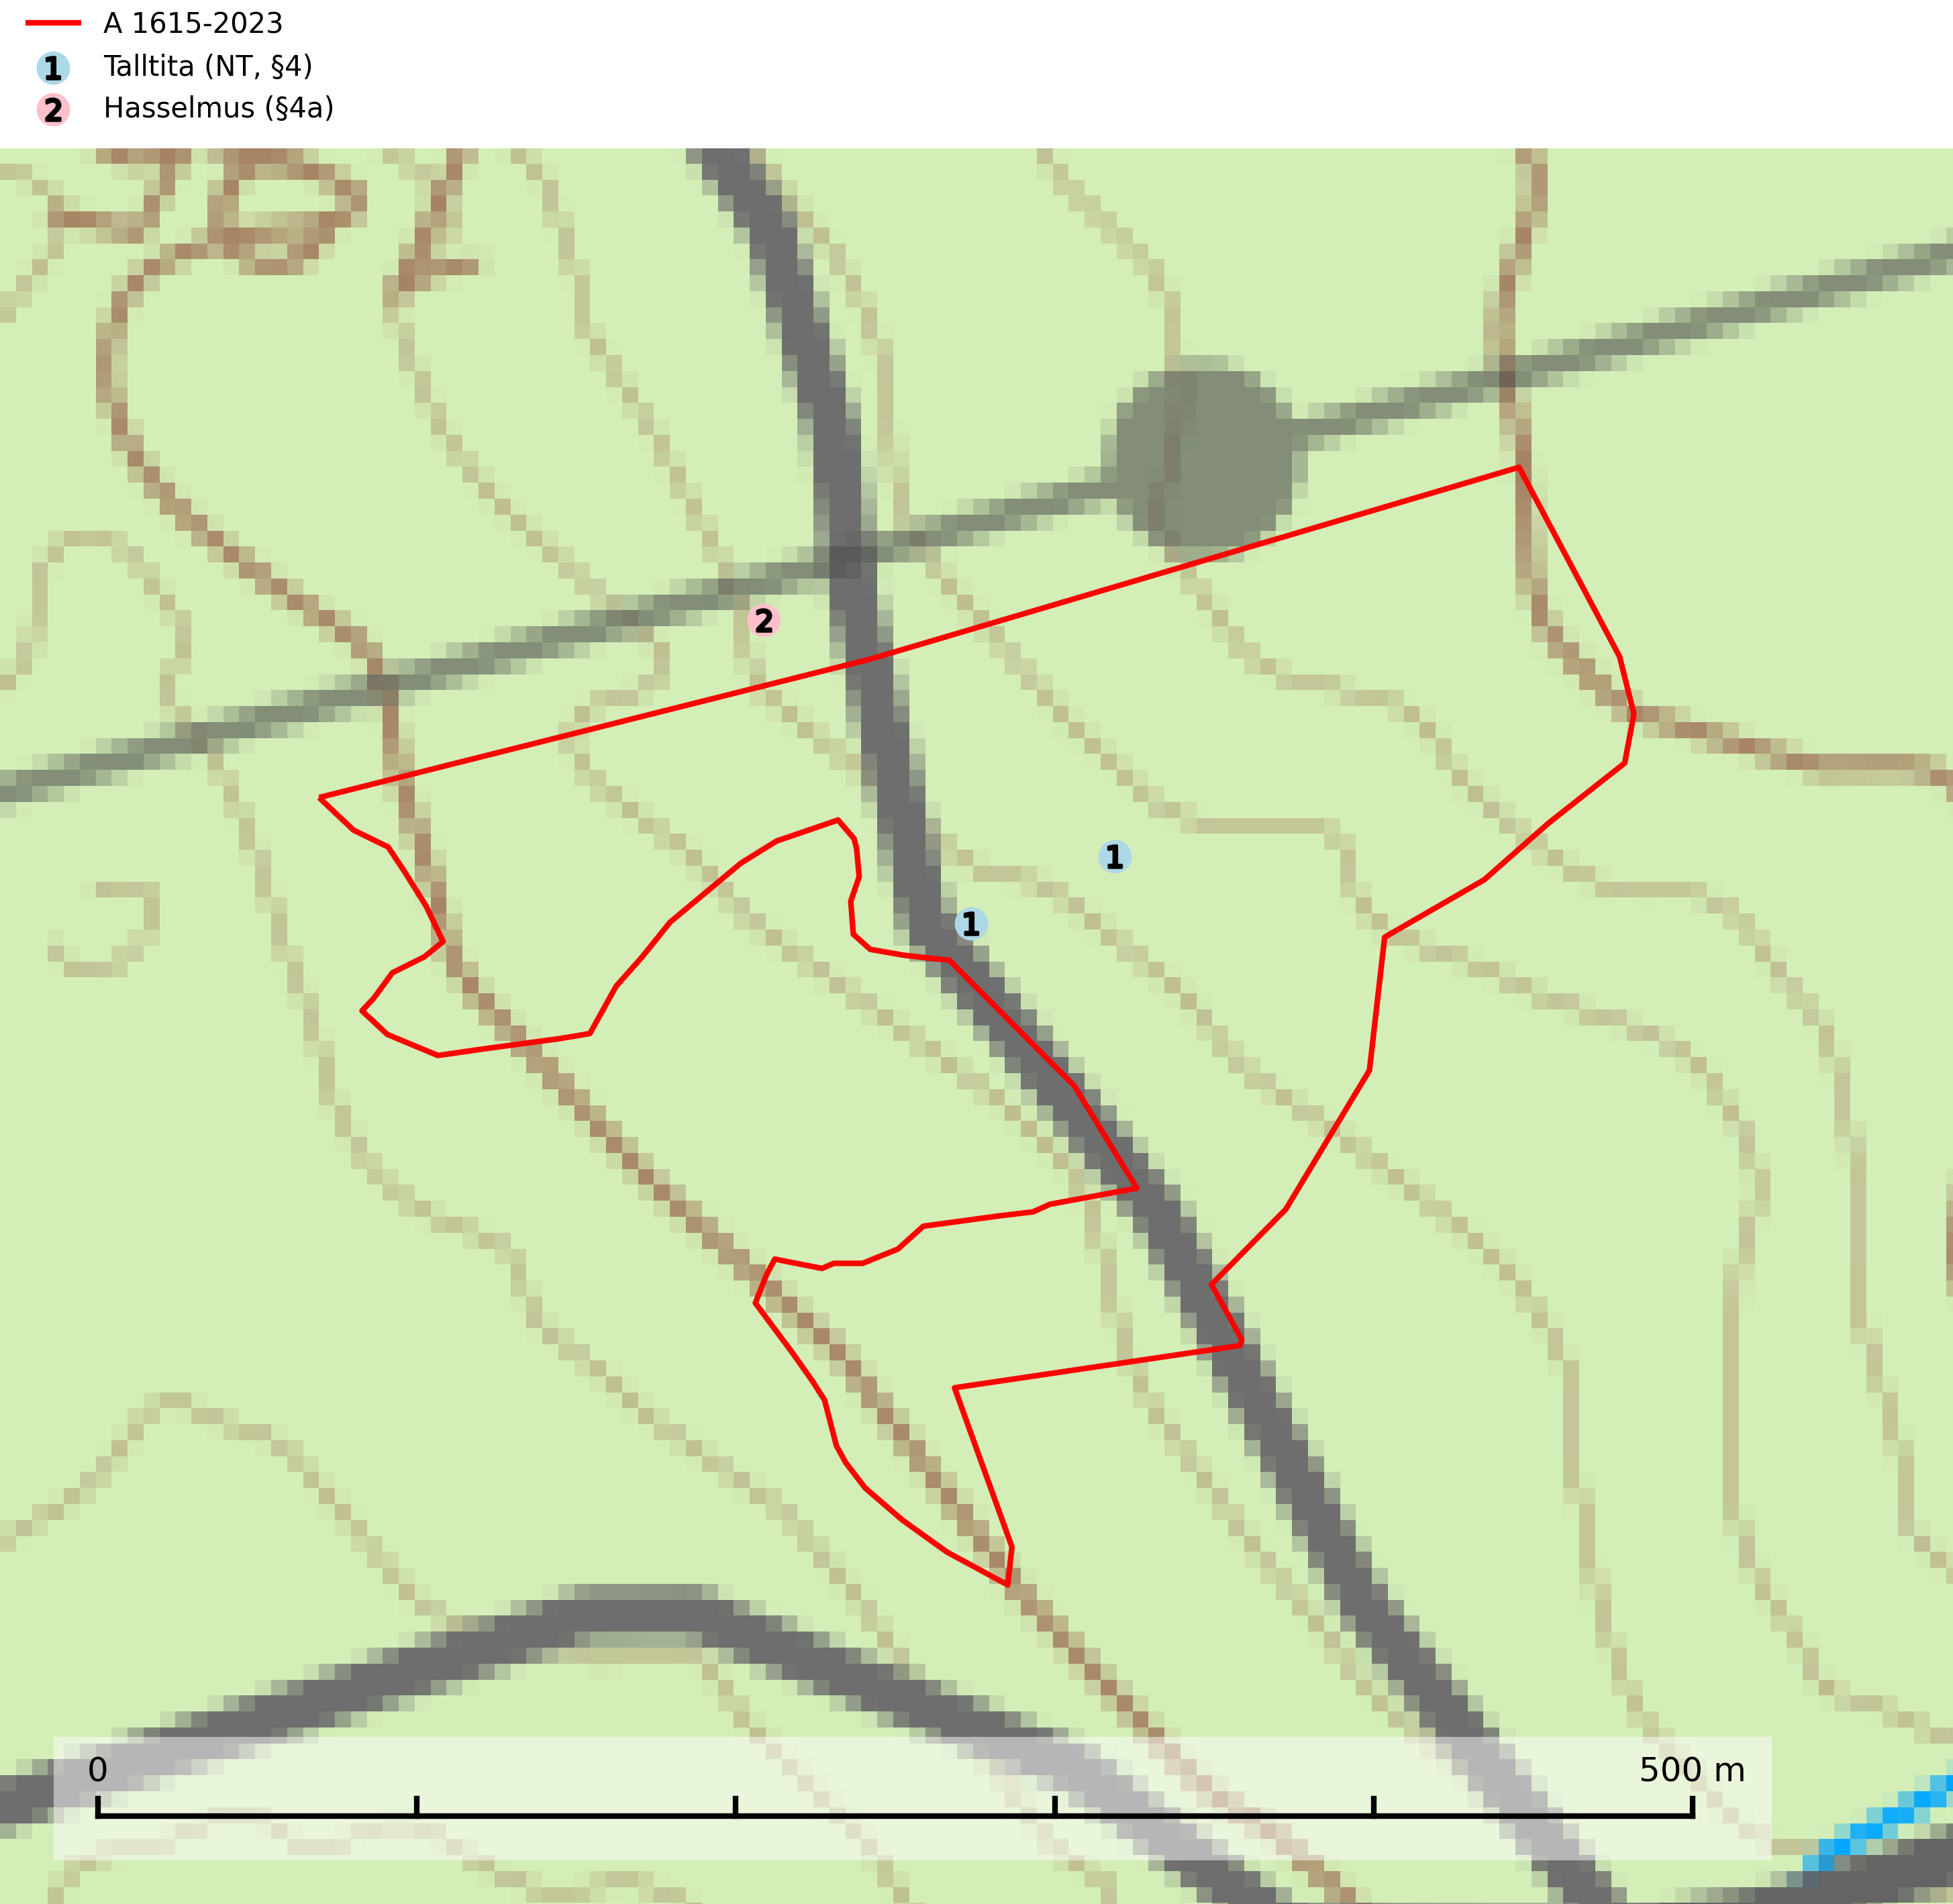 A 1615-2023
1 Talltita (NT, §4)
2 Hasselmus (§4a)
2
1
1
0 500 m